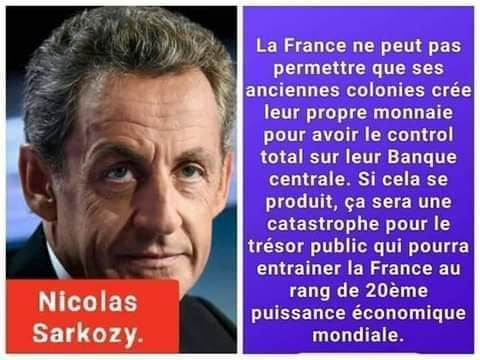 Nicolas
Sarkozy.
La France ne peut pas
permettre que ses
anciennes colonies crée
leur propre monnaie
pour avoir le control
total sur leur Banque
centrale. Si cela se
produit, ça sera une
catastrophe pour le
trésor public qui pourra
entrainer la France au
rang de 20ème
puissance économique
mondiale.